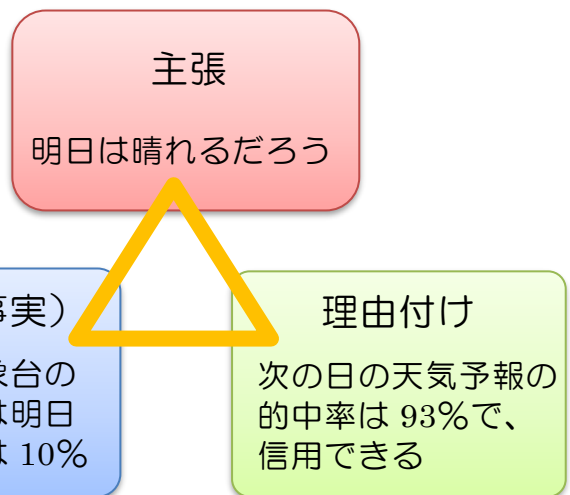 主張
明日は晴れるだろう
事実）
象台の
は明日
は 10%
理由付け
次の日の天気予報の
的中率は 93%で、
信用できる